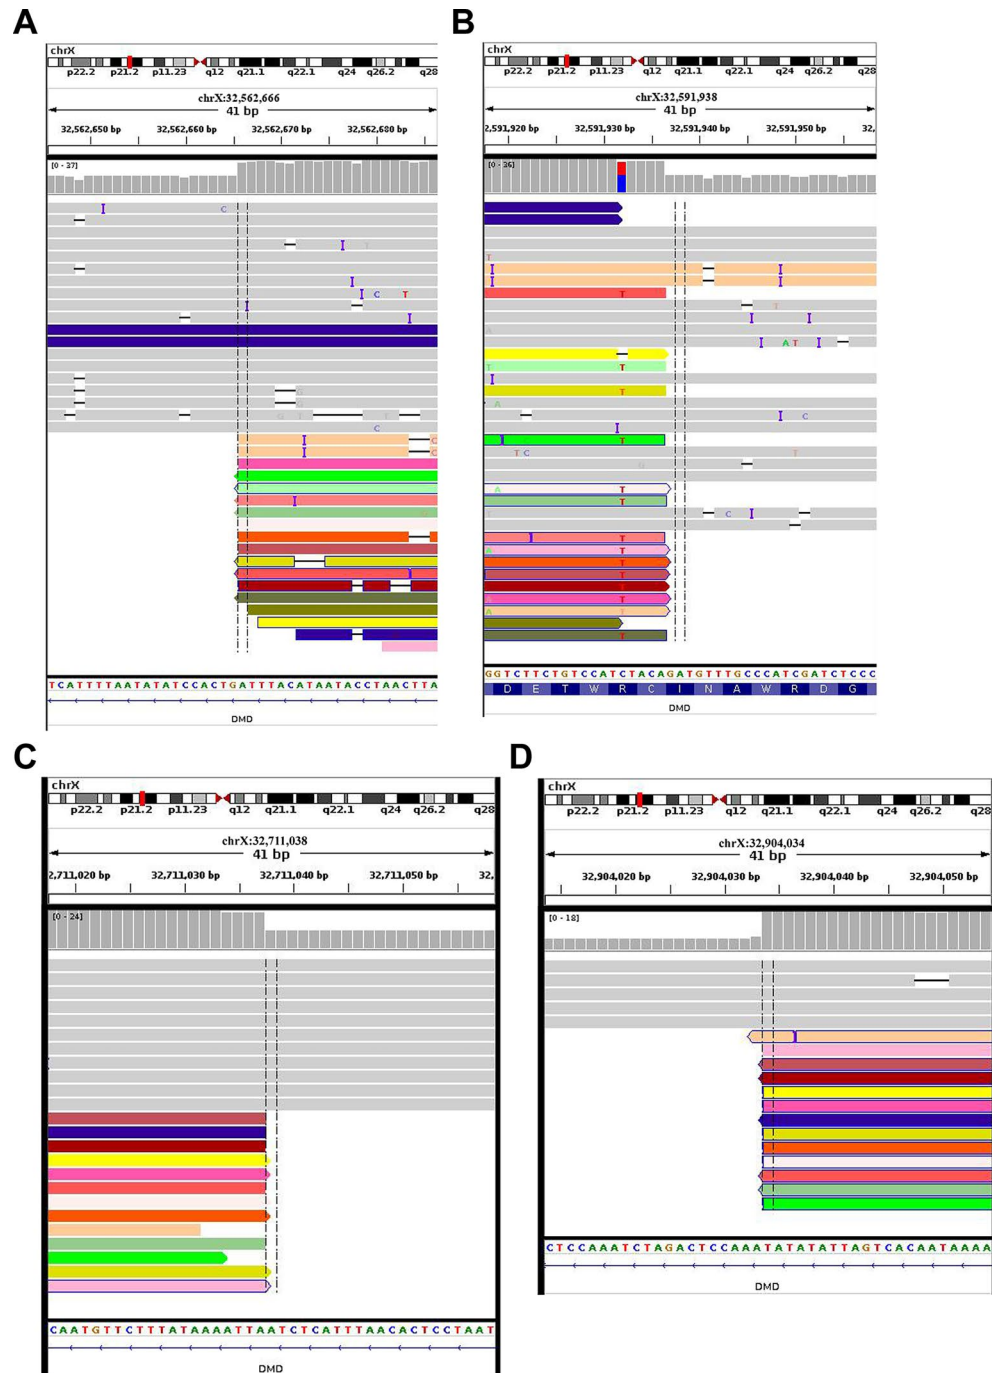 A
chrX
p22.2 p21.2 p11.23 q12 q21.1 q22.1 q24 q26.2 q28
chrX:32,562,666
41 bp
32,562,650 bp 32,562,660 bp 32,562,670 bp 32,562,680 bp
[0 - 37]
I C
I T
I
I C T
I
I
G
G T T
C
I C
I C
I
TCATTTTAATATATCCACTGATTTACATAATACCTAACTTA
DMD
B
chrX
p22.2 p21.2 p11.23 q12 q21.1 q22.1 q24 q26.2 q28
chrX:32,591,938
41 bp
32,591,920 bp 32,591,930 bp 32,591,940 bp 32,591,950 bp 32,
[0 - 36]
T
I I
I I
T
T
I I
A
I A T I
T T
I
T
A
I C
I
T
T C T
G
A T
T
C I
T
A T
T
T
T
A T
A T
T
GGTCTTCTGTCCATCTACAGATGTTTGCCCATCGATCTCCC
D E T W R C I N A W R D G
DMD
C
chrX
p22.2 p21.2 p11.23 q12 q21.1 q22.1 q24 q26.2 q28
chrX:32,711,038
41 bp
2,711,020 bp 32,711,030 bp 32,711,040 bp 32,711,050 bp 32,
[0 - 24]
CAATGTTCTTTATAAAATTAATCTCATTTAACACTCCTAAT
DMD
D
chrX
p22.2 p21.2 p11.23 q12 q21.1 q22.1 q24 q26.2 q28
chrX:32,904,034
41 bp
32,904,020 bp 32,904,030 bp 32,904,040 bp 32,904,050 bp
[0 - 18]
CTCCAAATCTAGACTCCAAATATATATTAGTCACAATAAAA
DMD